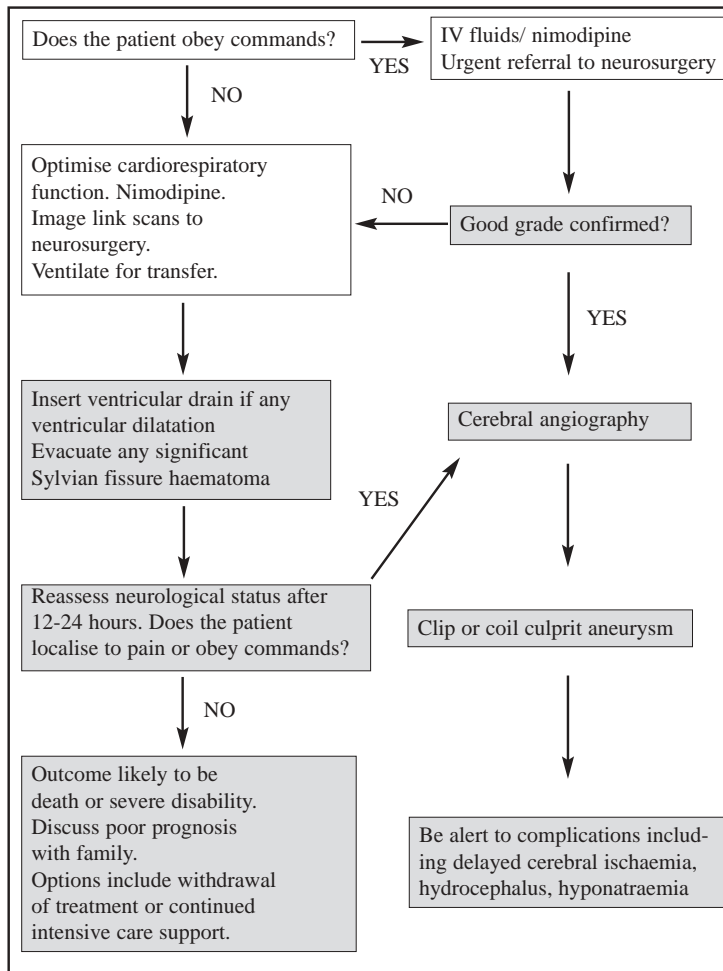 Does the patient obey commands?
YES
IV fluids/ nimodipine
Urgent referral to neurosurgery
NO
Optimise cardiorespiratory
function. Nimodipine.
Image link scans to
neurosurgery.
Ventilate for transfer.
NO
Good grade confirmed?
YES
Insert ventricular drain if any
ventricular dilatation
Evacuate any significant
Sylvian fissure haematoma
Cerebral angiography
YES
Reassess neurological status after
12-24 hours. Does the patient
localise to pain or obey commands?
Clip or coil culprit aneurysm
NO
Outcome likely to be
death or severe disability.
Discuss poor prognosis
with family.
Options include withdrawal
of treatment or continued
intensive care support.
Be alert to complications includ-
ing delayed cerebral ischaemia,
hydrocephalus, hyponatraemia